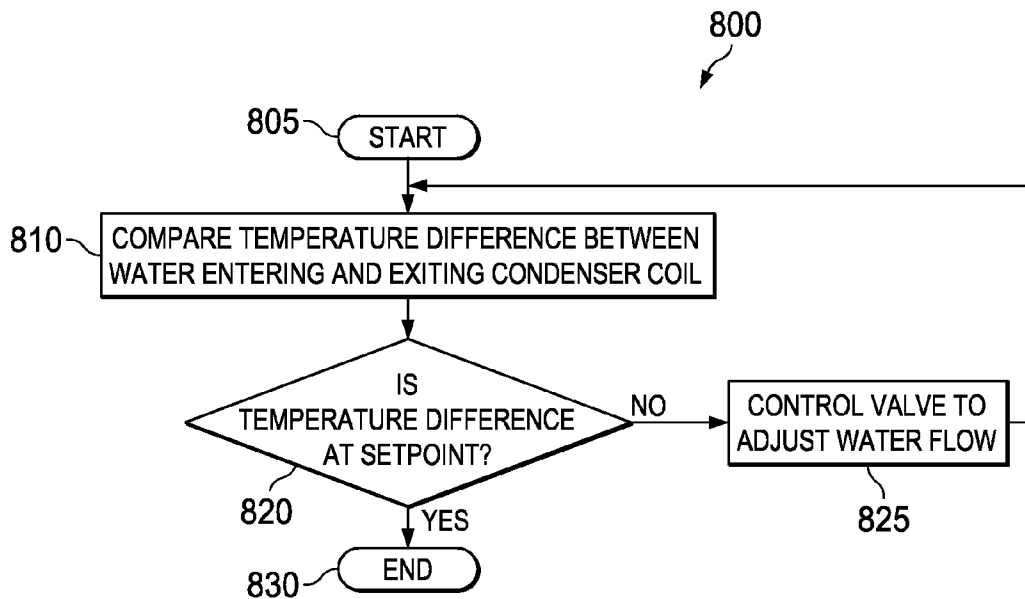 800
805
START
810
COMPARE TEMPERATURE DIFFERENCE BETWEEN
WATER ENTERING AND EXITING CONDENSER COIL
IS
TEMPERATURE DIFFERENCE
AT SETPOINT?
NO
CONTROL VALVE TO
ADJUST WATER FLOW
820
YES
825
830
END